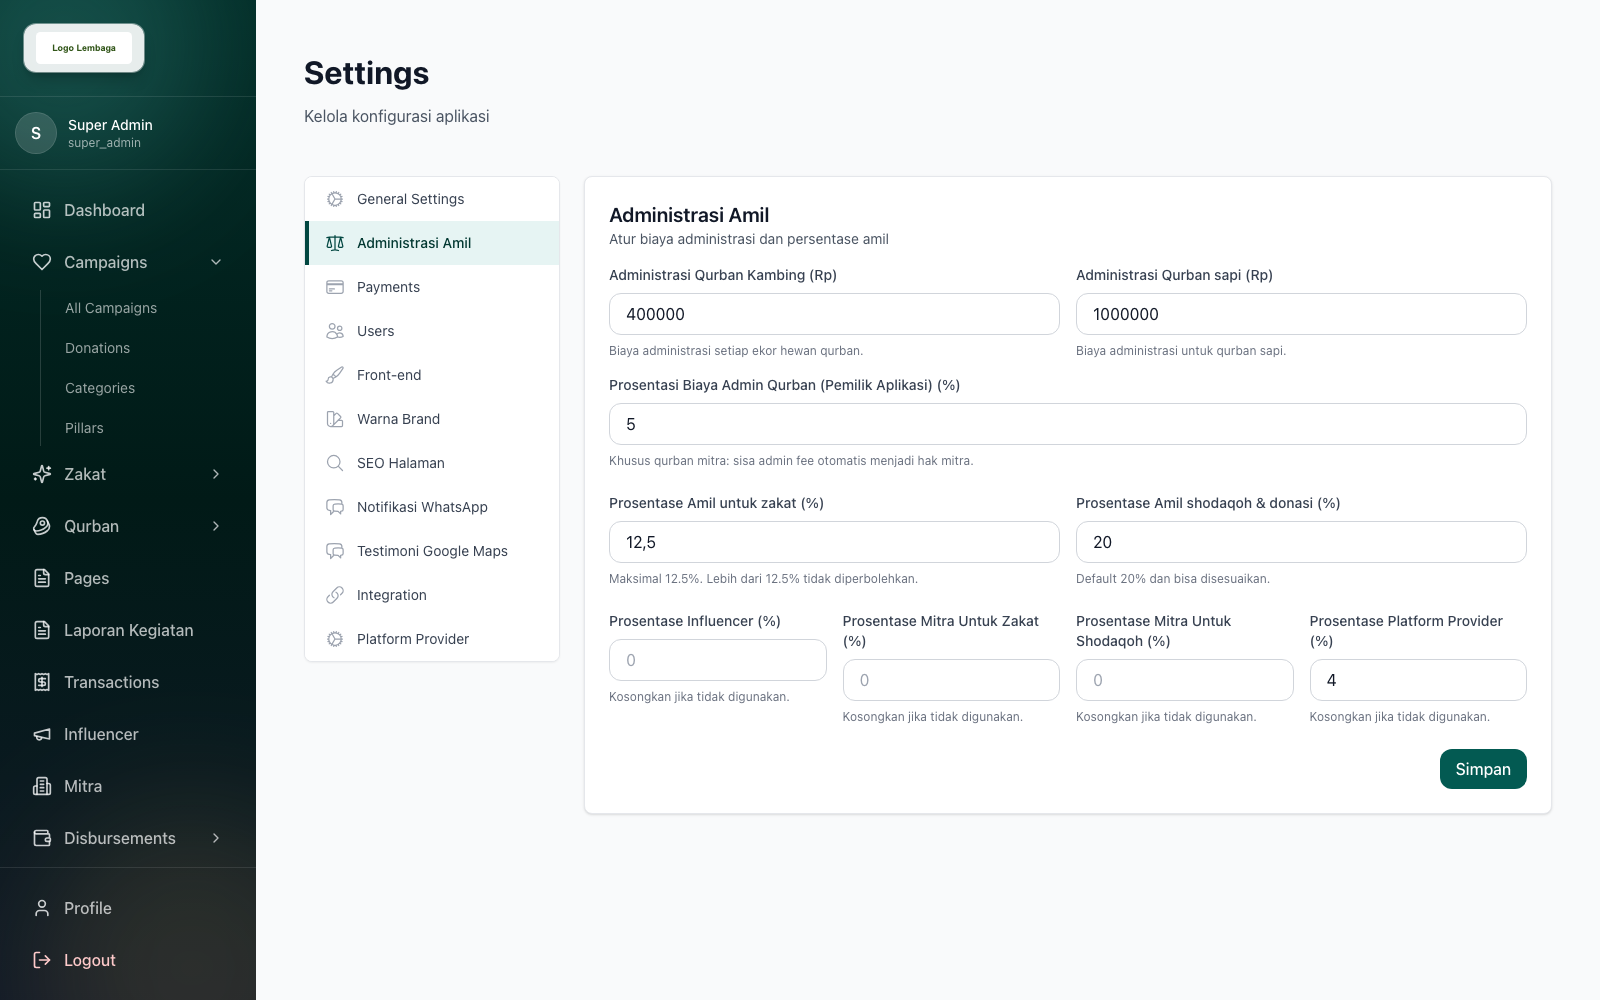 Logo Lembaga
S
Super Admin
super_admin
Dashboard
Campaigns
All Campaigns
Donations
Categories
Pillars
Zakat
Qurban
Pages
Laporan Kegiatan
Transactions
Influencer
Mitra
Disbursements
Profile
Logout
Settings
Kelola konfigurasi aplikasi
General Settings
Administrasi Amil
Payments
Users
Front-end
Warna Brand
SEO Halaman
Notifikasi WhatsApp
Testimoni Google Maps
Integration
Platform Provider
Administrasi Amil
Atur biaya administrasi dan persentase amil
Administrasi Qurban Kambing (Rp)
400000
Biaya administrasi setiap ekor hewan qurban.
Administrasi Qurban sapi (Rp)
1000000
Biaya administrasi untuk qurban sapi.
Prosentasi Biaya Admin Qurban (Pemilik Aplikasi) (%)
5
Khusus qurban mitra: sisa admin fee otomatis menjadi hak mitra.
Prosentase Amil untuk zakat (%)
12,5
Maksimal 12.5%. Lebih dari 12.5% tidak diperbolehkan.
Prosentase Amil shodaqoh & donasi (%)
20
Default 20% dan bisa disesuaikan.
Prosentase Influencer (%)
0
Kosongkan jika tidak digunakan.
Prosentase Mitra Untuk Zakat
(%)
0
Kosongkan jika tidak digunakan.
Prosentase Mitra Untuk
Shodaqoh (%)
0
Kosongkan jika tidak digunakan.
Prosentase Platform Provider
(%)
4
Kosongkan jika tidak digunakan.
Simpan